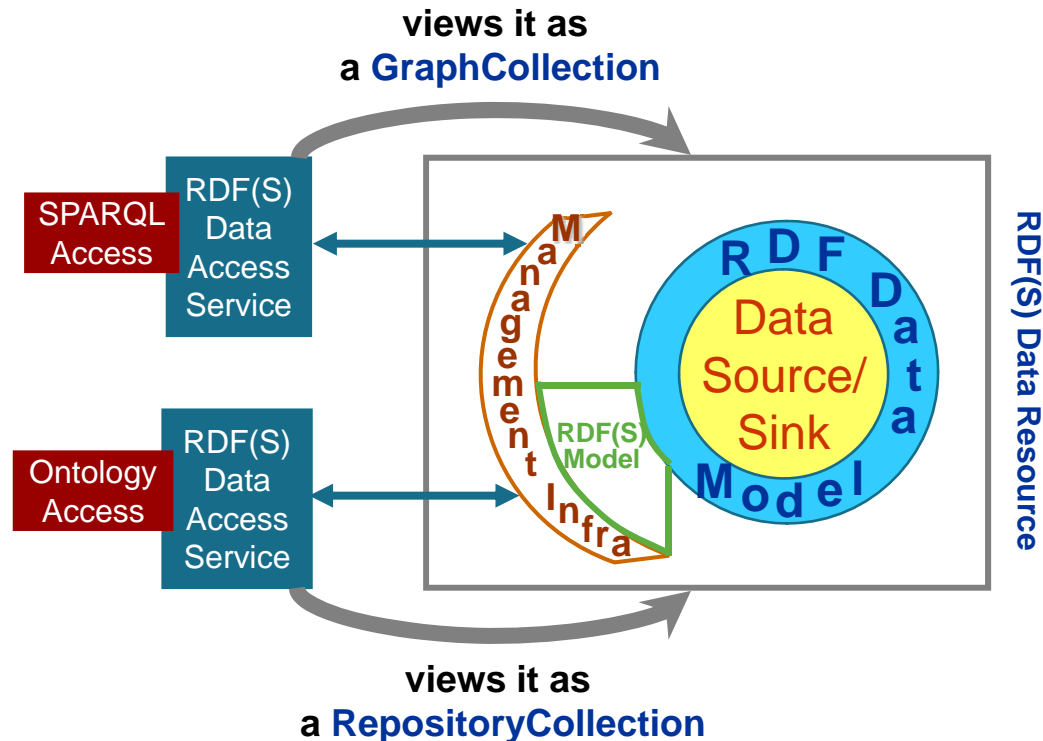 views it as
a GraphCollection
SPARQL
Access
RDF(S)
Data
Access
Service
Management Infra
RDF(S)
Model
RDF Data
Model
Data
Source/
Sink
RDF(S) Data Resource
Ontology
Access
RDF(S)
Data
Access
Service
views it as
a RepositoryCollection